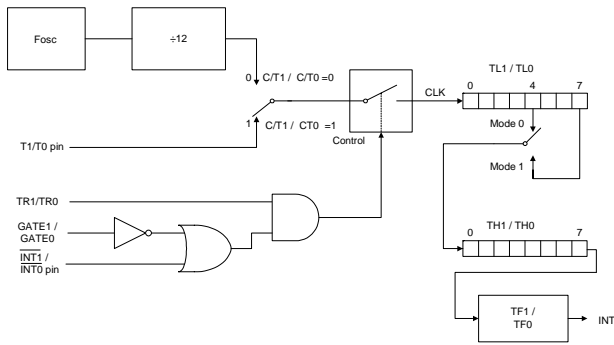 Fosc
÷12
0 C/T1 / C/T0 =0
1 C/T1 / CT0 =1
T1/T0 pin
Control
CLK
TL1 / TL0
0 4 7
Mode 0
Mode 1
TR1/TR0
GATE1 /
GATE0
INT1 /
INT0 pin
TH1 / TH0
0 7
TF1 /
TF0
INT